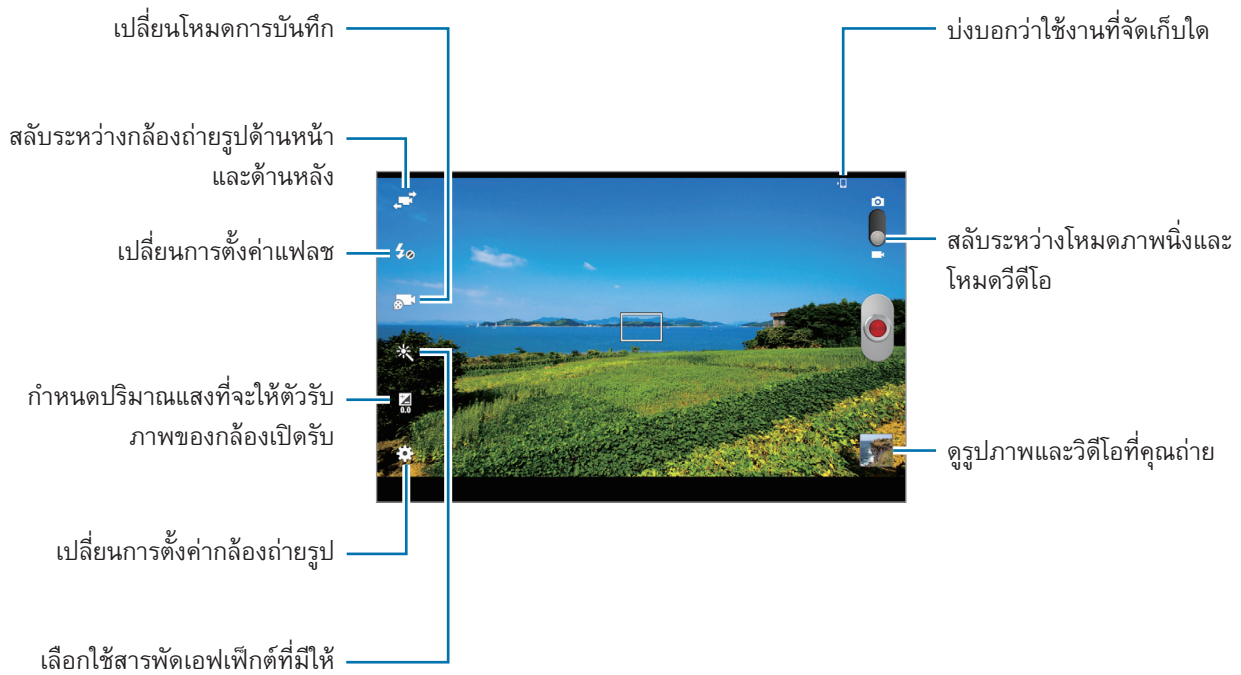 เปลี่ยนโหมดการบันทึก
สลับระหว่างกล้องถ่ายรูปด้านหน้า
และด้านหลัง
เปลี่ยนการตั้งค่าแฟลช
กำหนดปริมาณแสงที่จะให้ตัวรับ
ภาพของกล้องเปิดรับ
0.0
เปลี่ยนการตั้งค่ากล้องถ่ายรูป
เลือกใช้สารพัดเอฟเฟ็กต์ที่มีให้
บ่งบอกว่าใช้งานที่จัดเก็บใด
สลับระหว่างโหมดภาพนิ่งและ
โหมดวีดีโอ
ดูรูปภาพและวิดีโอที่คุณถ่าย